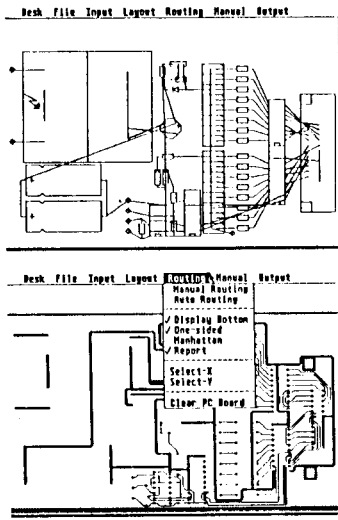 Desk File Input Layout Routing Manual Output
Desk File Input Layout Routing Manual Output
Manual Routing
Auto Routing
✓ Display Bottom
✓ One-sided
Manhattan
✓ Report
Select-X
Select-Y
Clear PC Board